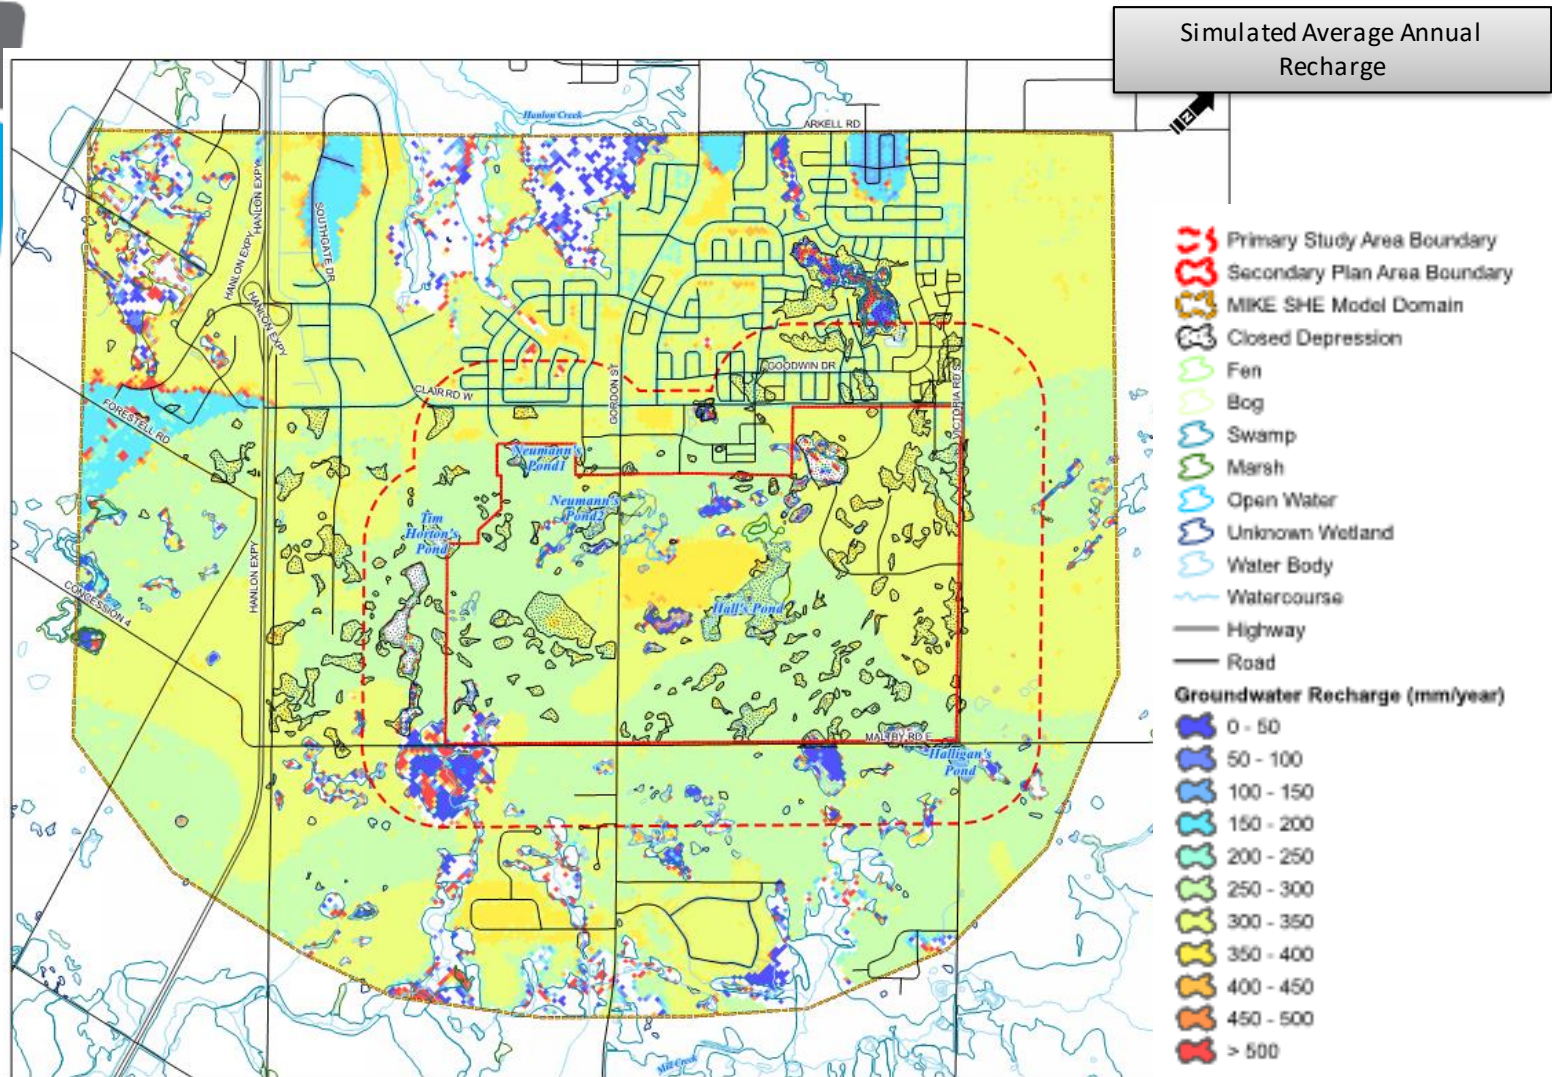 Simulated Average Annual
Recharge
N
Hanlon Creek
ARKELL RD
HANLON EXPY
HANLON EXPY
HANLON EXPY
SOUTHGATE DR
GORDON ST
CLAIR RD W
GOODWIN DR
VICTORIA RD S
FORESTELL RD
Neumann's
Pond1
Neumann's
Pond2
Tim
Horton's
Pond
HANLON EXPY
CONCESSION 4
Hall's Pond
MALTBY RD E
Halligan's
Pond
Mill Creek
Primary Study Area Boundary
Secondary Plan Area Boundary
MIKE SHE Model Domain
Closed Depression
Fen
Bog
Swamp
Marsh
Open Water
Unknown Wetland
Water Body
Watercourse
Highway
Road
Groundwater Recharge (mm/year)
0 - 50
50 - 100
100 - 150
150 - 200
200 - 250
250 - 300
300 - 350
350 - 400
400 - 450
450 - 500
> 500